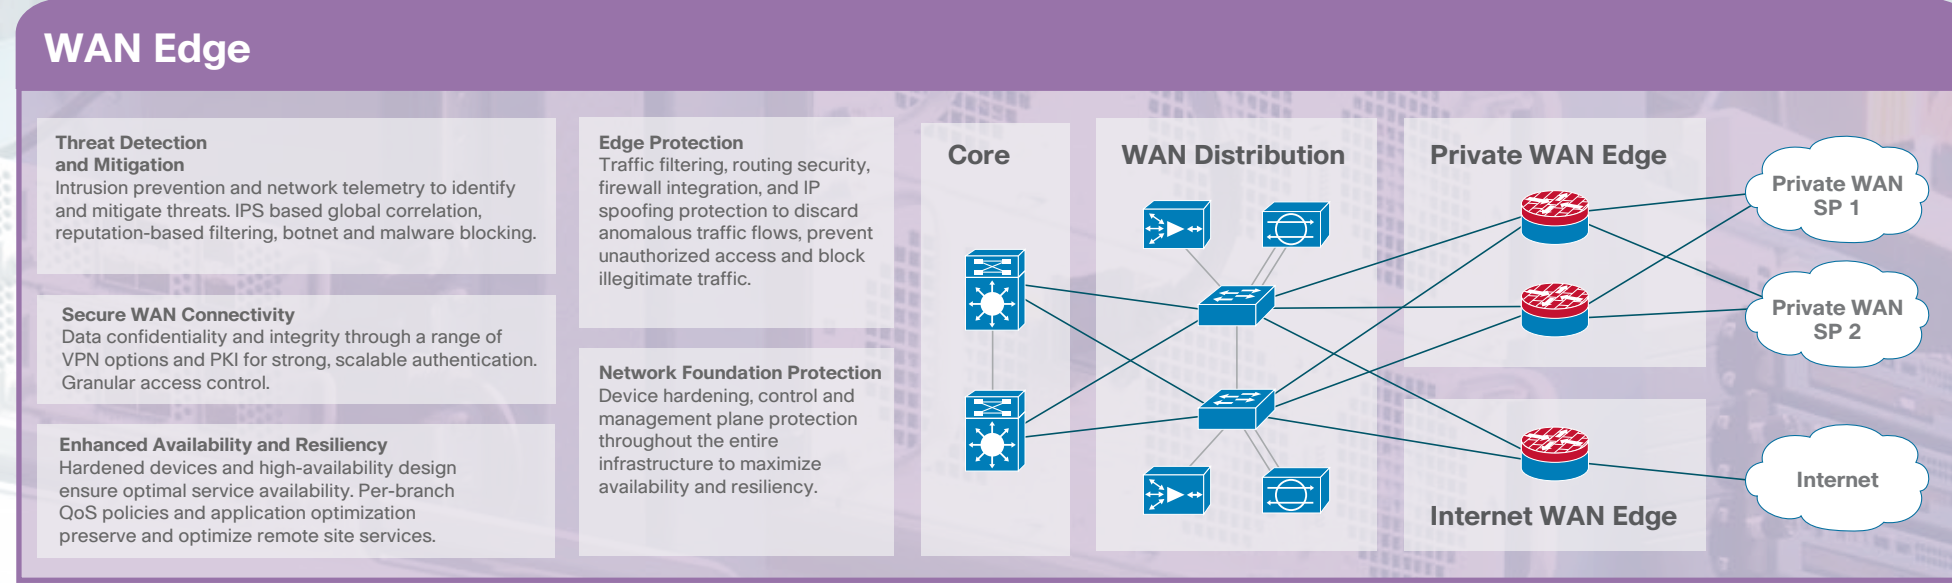 WAN Edge
Threat Detection
and Mitigation
Intrusion prevention and network telemetry to identify
and mitigate threats. IPS based global correlation,
reputation-based filtering, botnet and malware blocking.
Secure WAN Connectivity
Data confidentiality and integrity through a range of
VPN options and PKI for strong, scalable authentication.
Granular access control.
Enhanced Availability and Resiliency
Hardened devices and high-availability design
ensure optimal service availability. Per-branch
QoS policies and application optimization
preserve and optimize remote site services.
Edge Protection
Traffic filtering, routing security,
firewall integration, and IP
spoofing protection to discard
anomalous traffic flows, prevent
unauthorized access and block
illegitimate traffic.
Network Foundation Protection
Device hardening, control and
management plane protection
throughout the entire
infrastructure to maximize
availability and resiliency.
Core
WAN Distribution
Private WAN Edge
Internet WAN Edge
Private WAN
SP 1
Private WAN
SP 2
Internet